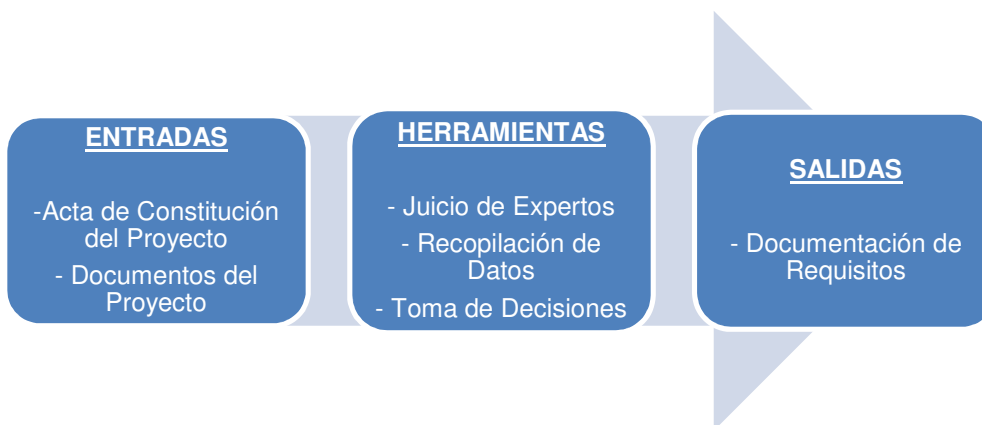 ENTRADAS
-Acta de Constitución
del Proyecto
- Documentos del
Proyecto
HERRAMIENTAS
- Juicio de Expertos
- Recopilación de
Datos
- Toma de Decisiones
SALIDAS
- Documentación de
Requisitos